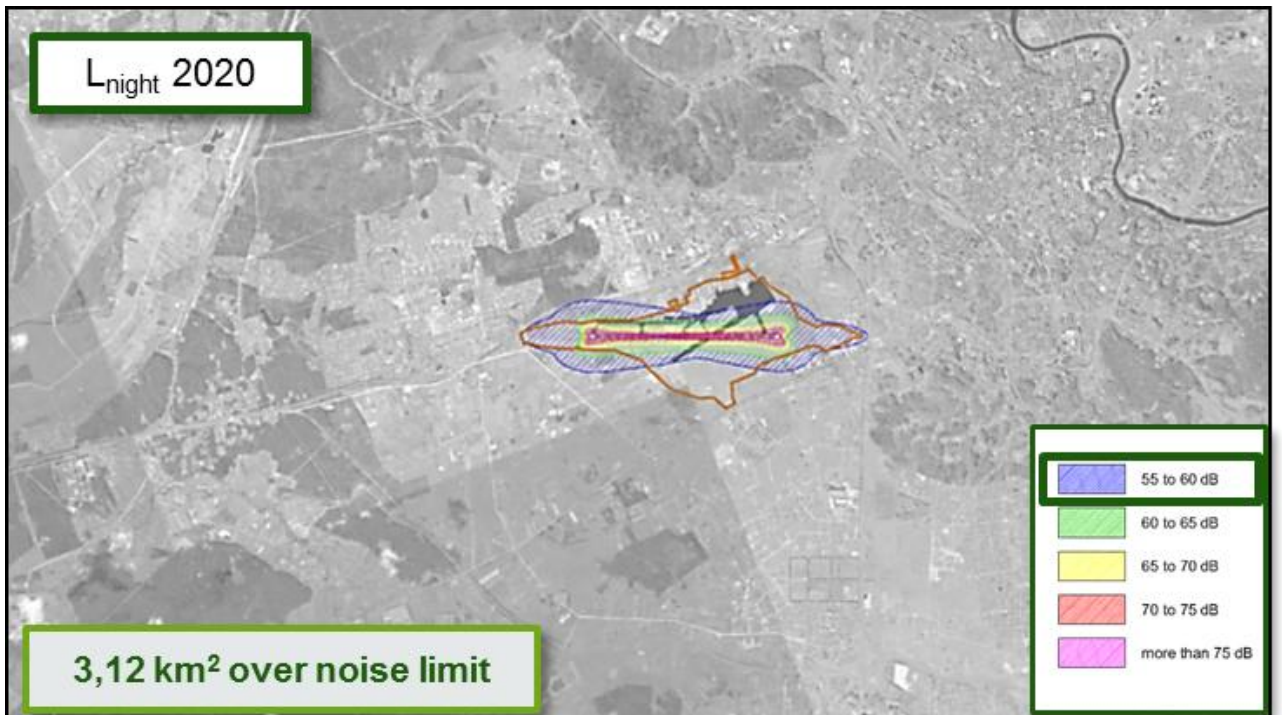 L_night 2020
55 to 60 dB
60 to 65 dB
65 to 70 dB
70 to 75 dB
more than 75 dB
3,12 km² over noise limit